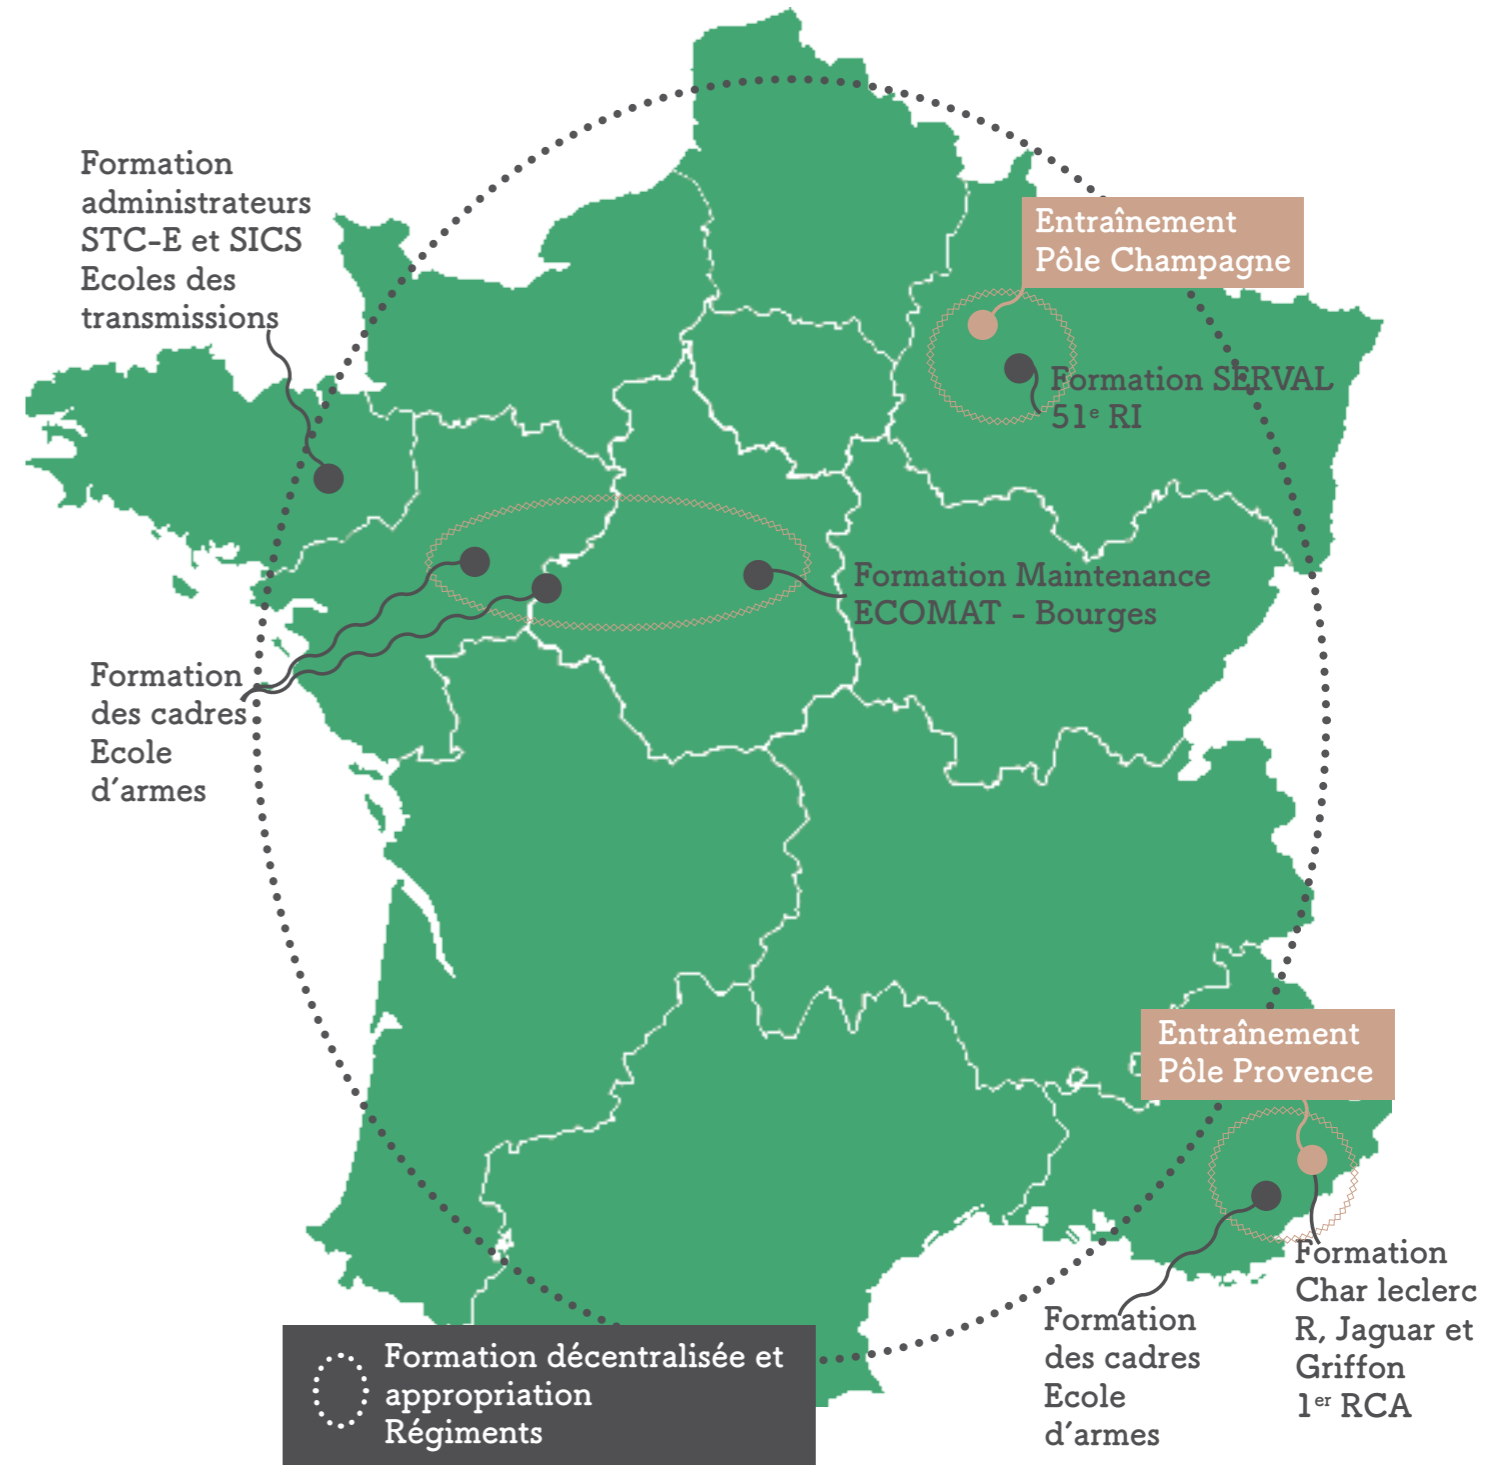 Formation
administrateurs
STC-E et SICS
Ecoles des
transmissions
Entraînement
Pôle Champagne
Formation SERVAL
51e RI
Formation Maintenance
ECOMAT - Bourges
Formation
des cadres
Ecole
d'armes
Entraînement
Pôle Provence
Formation
Char leclerc
R, Jaguar et
Griffon
1er RCA
Formation
des cadres
Ecole
d'armes
Formation décentralisée et
appropriation
Régiments